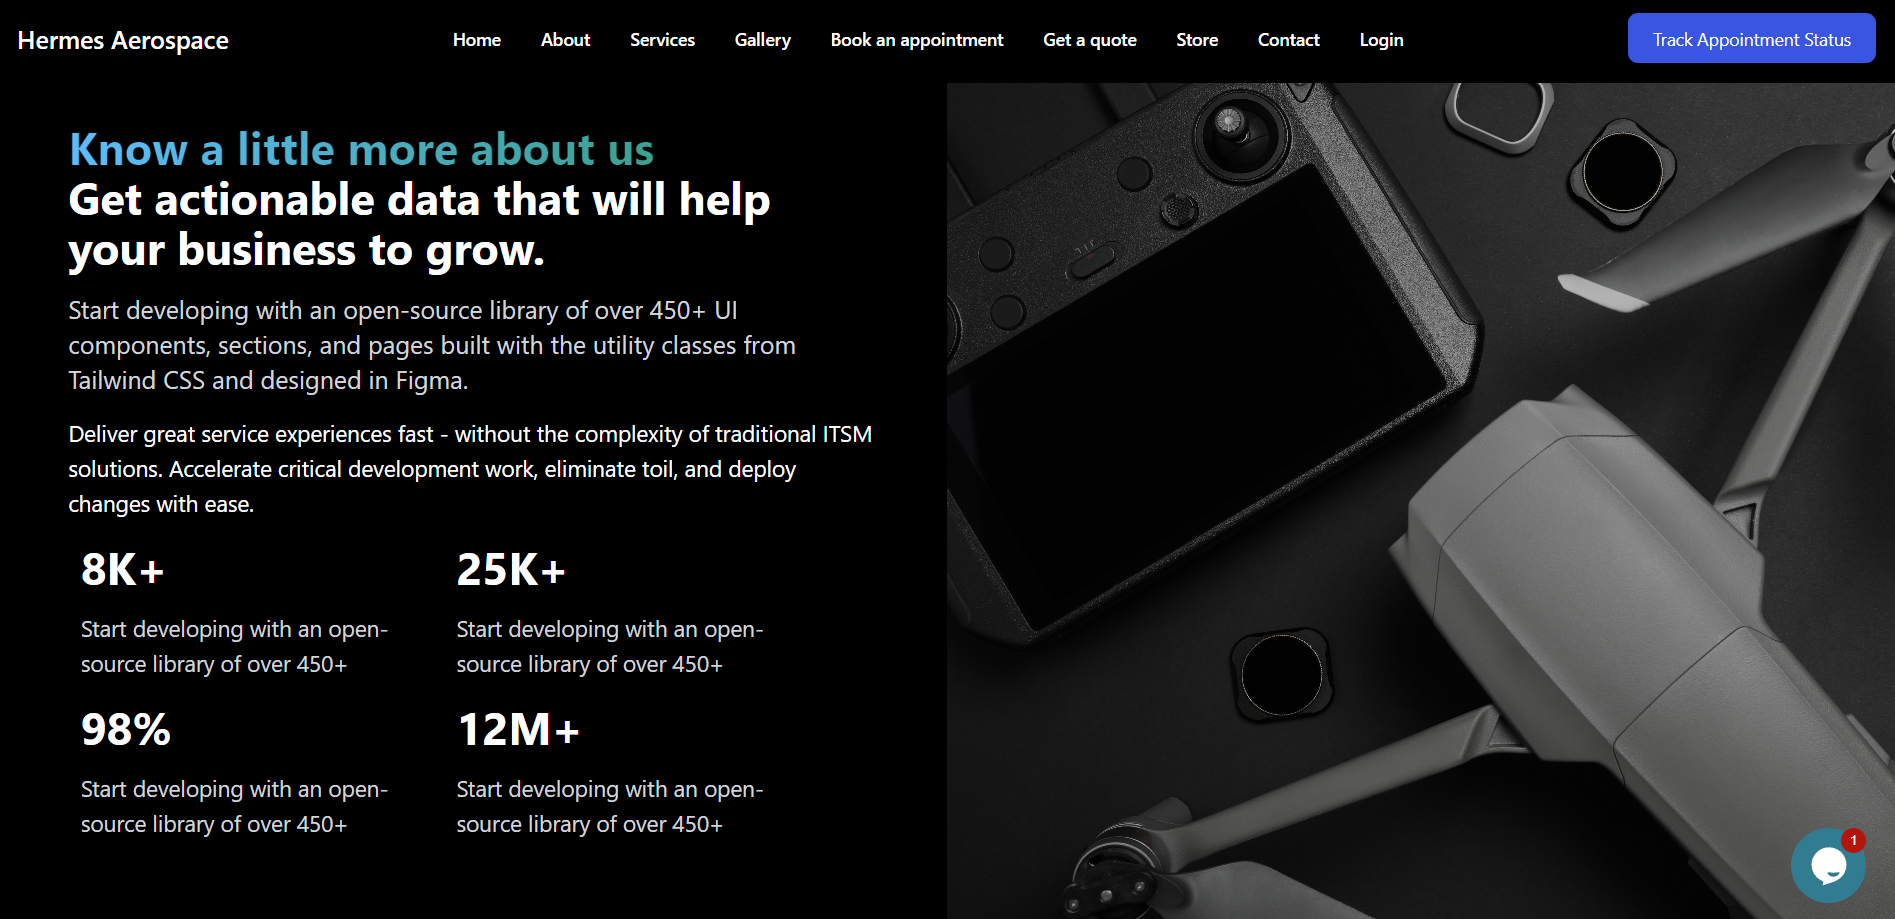 Hermes Aerospace
Home
About
Services
Gallery
Book an appointment
Get a quote
Store
Contact
Login
Track Appointment Status
Know a little more about us
Get actionable data that will help
your business to grow.
Start developing with an open-source library of over 450+ UI
components, sections, and pages built with the utility classes from
Tailwind CSS and designed in Figma.
Deliver great service experiences fast - without the complexity of traditional ITSM
solutions. Accelerate critical development work, eliminate toil, and deploy
changes with ease.
8K+
Start developing with an open-
source library of over 450+
25K+
Start developing with an open-
source library of over 450+
98%
Start developing with an open-
source library of over 450+
12M+
Start developing with an open-
source library of over 450+
1